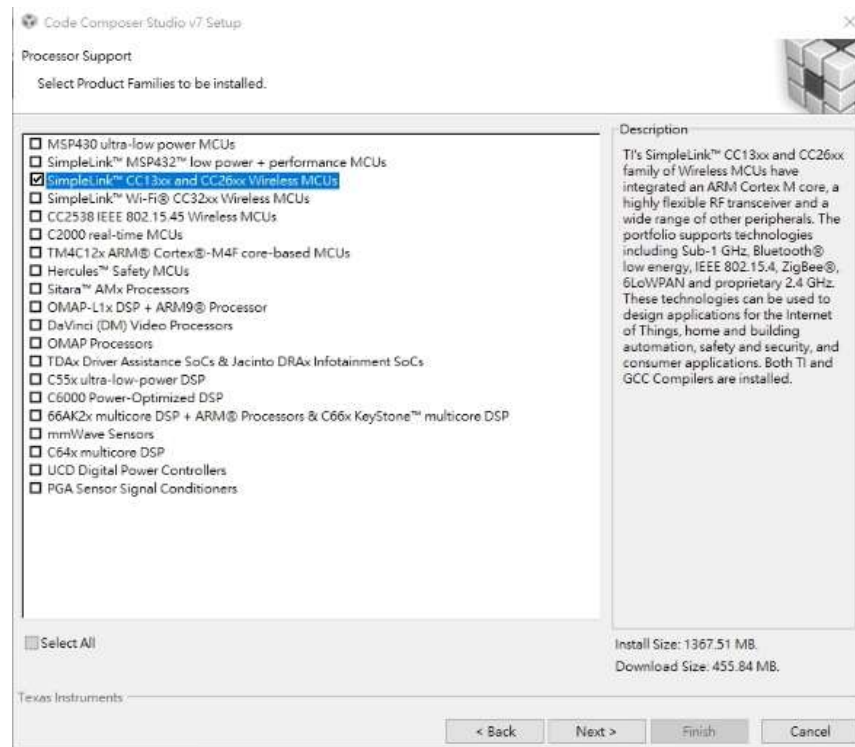 Code Composer Studio v7 Setup
Processor Support
Select Product Families to be installed.
MSP430 ultra-low power MCUs
SimpleLink™ MSP432™ low power + performance MCUs
SimpleLink™ CC13xx and CC26xx Wireless MCUs
SimpleLink™ Wi-Fi® CC32xx Wireless MCUs
CC2538 IEEE 802.15.45 Wireless MCUs
C2000 real-time MCUs
TM4C12x ARM® Cortex®-M4F core-based MCUs
Hercules™ Safety MCUs
Sitara™ AMx Processors
OMAP-L1x DSP + ARM9® Processor
DaVinci (DM) Video Processors
OMAP Processors
TDAx Driver Assistance SoCs & Jacinto DRAx Infotainment SoCs
C55x ultra-low-power DSP
C6000 Power-Optimized DSP
66AK2x multicore DSP + ARM® Processors & C66x KeyStone™ multicore DSP
mmWave Sensors
C64x multicore DSP
UCD Digital Power Controllers
PGA Sensor Signal Conditioners
Select All
Description
TI's SimpleLink™ CC13xx and CC26xx
family of Wireless MCUs have
integrated an ARM Cortex M core, a
highly flexible RF transceiver and a
wide range of other peripherals. The
portfolio supports technologies
including Sub-1 GHz, Bluetooth®
low energy, IEEE 802.15.4, ZigBee®,
6LoWPAN and proprietary 2.4 GHz.
These technologies can be used to
design applications for the Internet
of Things, home and building
automation, safety and security, and
consumer applications. Both TI and
GCC Compilers are installed.
Install Size: 1367.51 MB.
Download Size: 455.84 MB.
Texas Instruments
< Back
Next >
Finish
Cancel